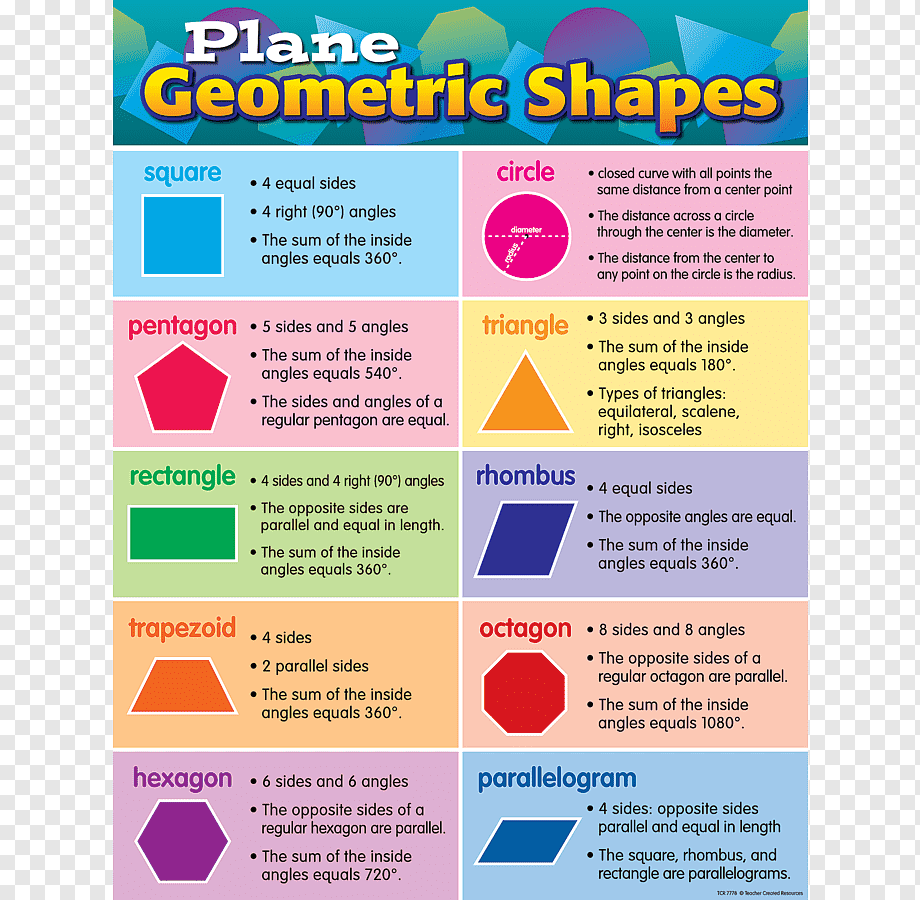 Plane
Geometric Shapes
square
• 4 equal sides
• 4 right (90°) angles
• The sum of the inside
angles equals 360°.
circle
diameter
radius
• closed curve with all points the
same distance from a center point
• The distance across a circle
through the center is the diameter.
• The distance from the center to
any point on the circle is the radius.
pentagon
• 5 sides and 5 angles
• The sum of the inside
angles equals 540°.
• The sides and angles of a
regular pentagon are equal.
triangle
• 3 sides and 3 angles
• The sum of the inside
angles equals 180°.
• Types of triangles:
equilateral, scalene,
right, isosceles
rectangle
• 4 sides and 4 right (90°) angles
• The opposite sides are
parallel and equal in length.
• The sum of the inside
angles equals 360°.
rhombus
• 4 equal sides
• The opposite angles are equal.
• The sum of the inside
angles equals 360°.
trapezoid
• 4 sides
• 2 parallel sides
• The sum of the inside
angles equals 360°.
octagon
• 8 sides and 8 angles
• The opposite sides of a
regular octagon are parallel.
• The sum of the inside
angles equals 1080°.
hexagon
• 6 sides and 6 angles
• The opposite sides of a
regular hexagon are parallel.
• The sum of the inside
angles equals 720°.
parallelogram
• 4 sides: opposite sides
parallel and equal in length
• The square, rhombus, and
rectangle are parallelograms.
TCR 7778 © Teacher Created Resources